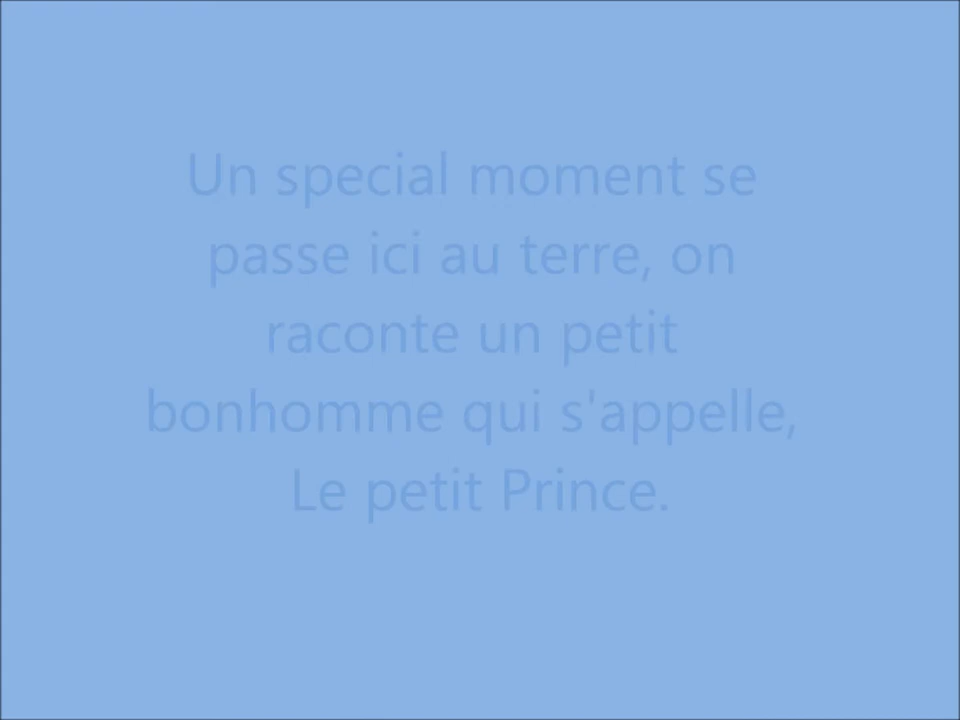 Un special moment se
passe ici au terre, on
raconte un petit
bonhomme qui s'appelle,
Le petit Prince.